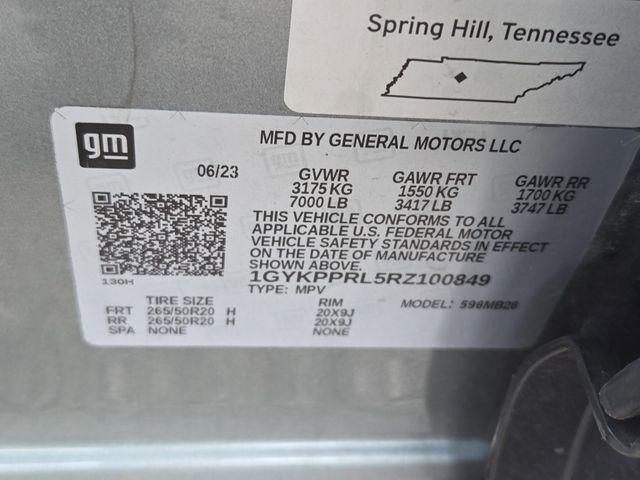 Spring Hill, Tennessee
gm
MFD BY GENERAL MOTORS LLC
06/23
GVWR GAWR FRT GAWR RR
3175 KG 1550 KG 1700 KG
7000 LB 3417 LB 3747 LB
THIS VEHICLE CONFORMS TO ALL
APPLICABLE U.S. FEDERAL MOTOR
VEHICLE SAFETY STANDARDS IN EFFECT
ON THE DATE OF MANUFACTURE
SHOWN ABOVE.
1GYKPPRL5RZ100849
130H
TYPE: MPV MODEL: 596MB26
TIRE SIZE RIM
FRT 265/50R20 H 20X9J
RR 265/50R20 H 20X9J
SPA NONE NONE